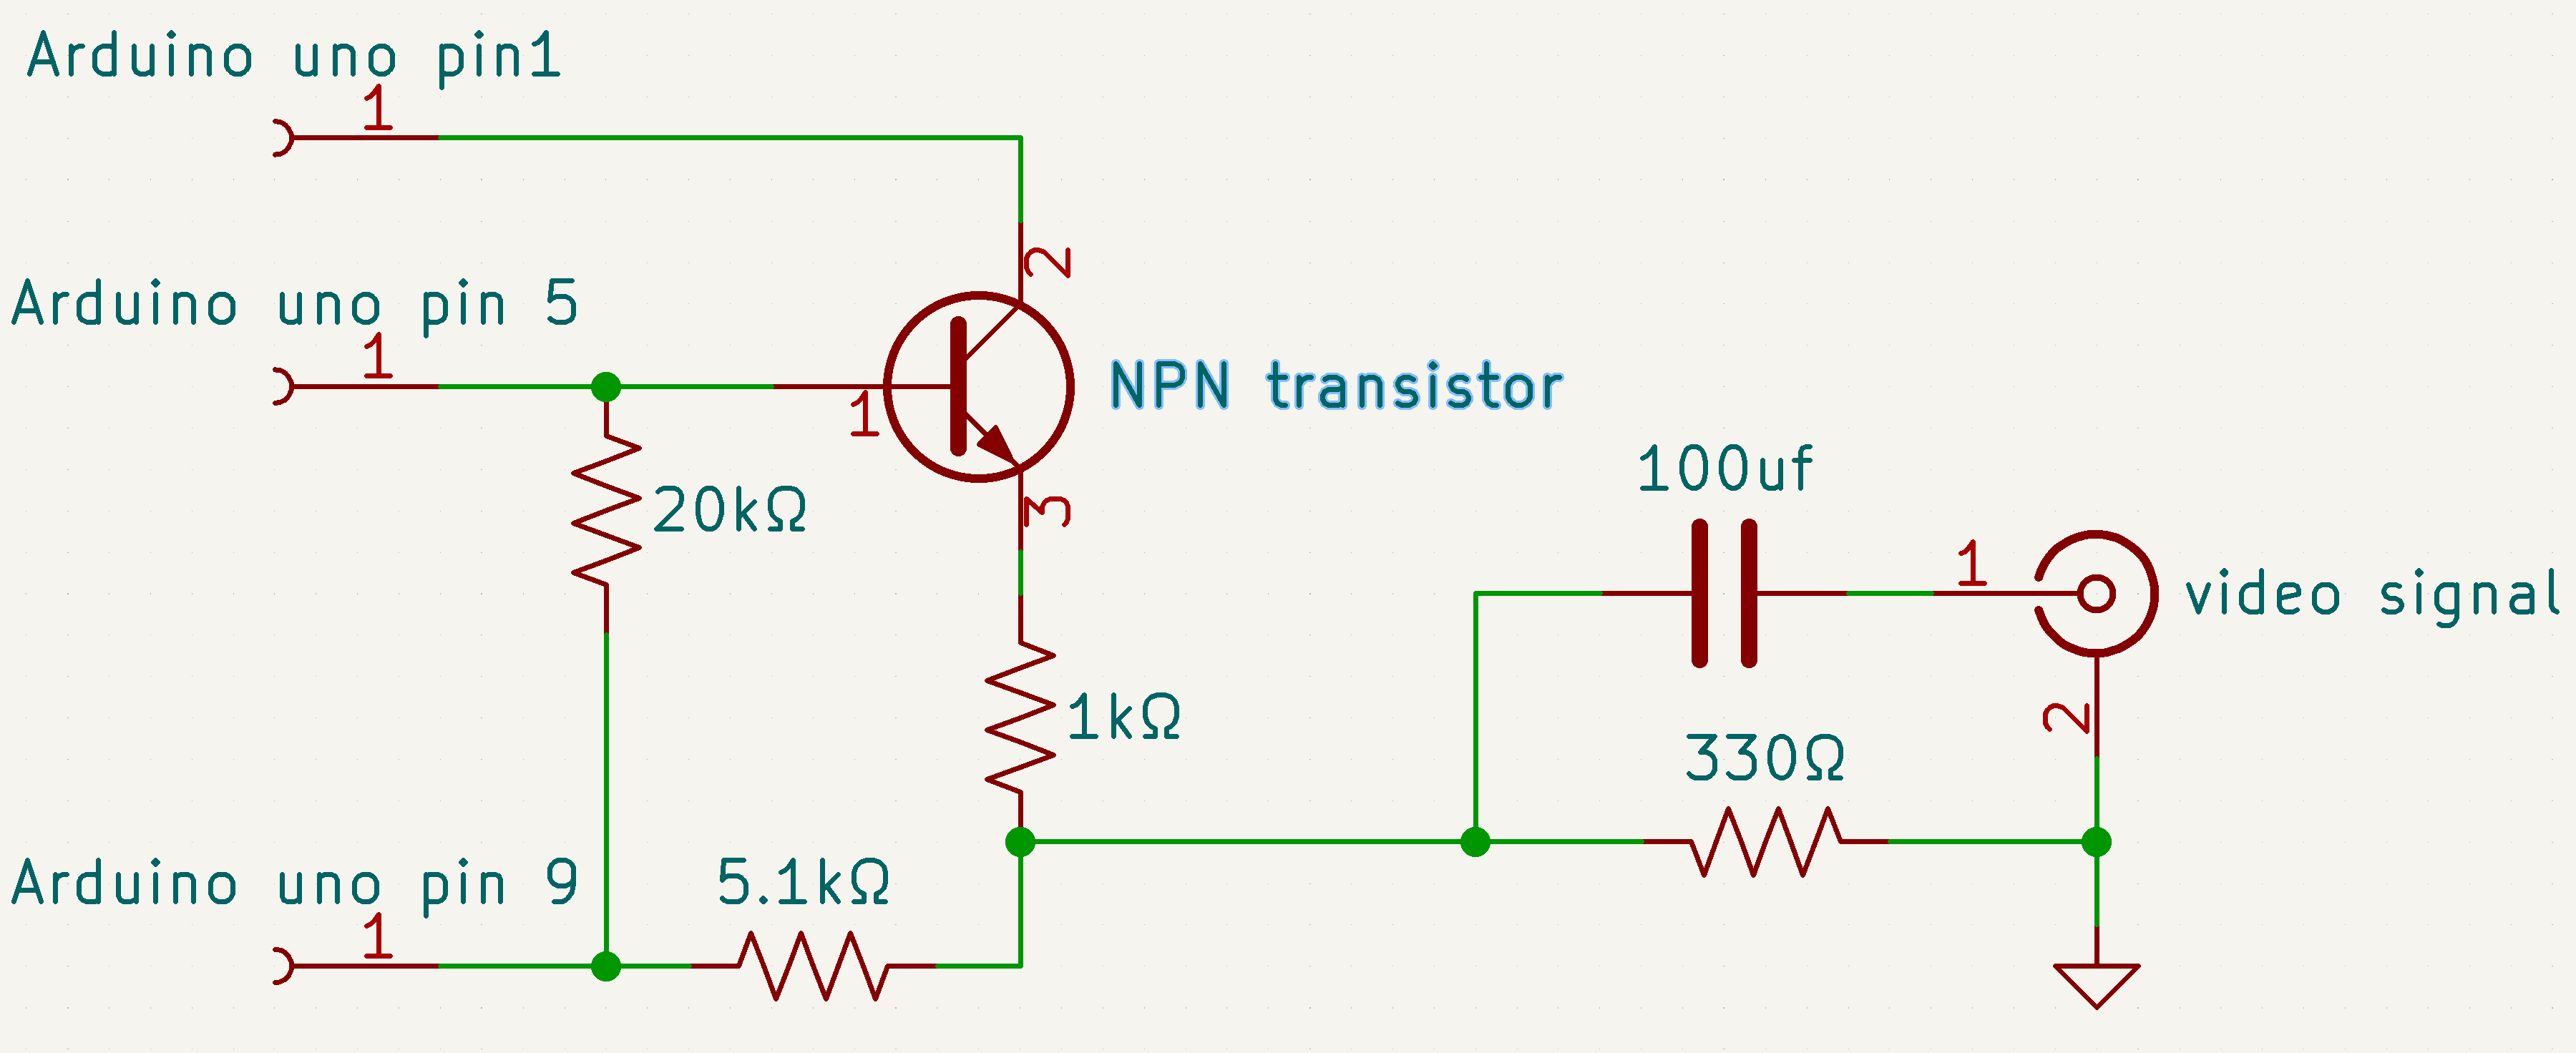 Arduino uno pin1
1
2
Arduino uno pin 5
1
1
NPN transistor
3
20kΩ
100uf
1
video signal
1kΩ
2
330Ω
Arduino uno pin 9
1
5.1kΩ